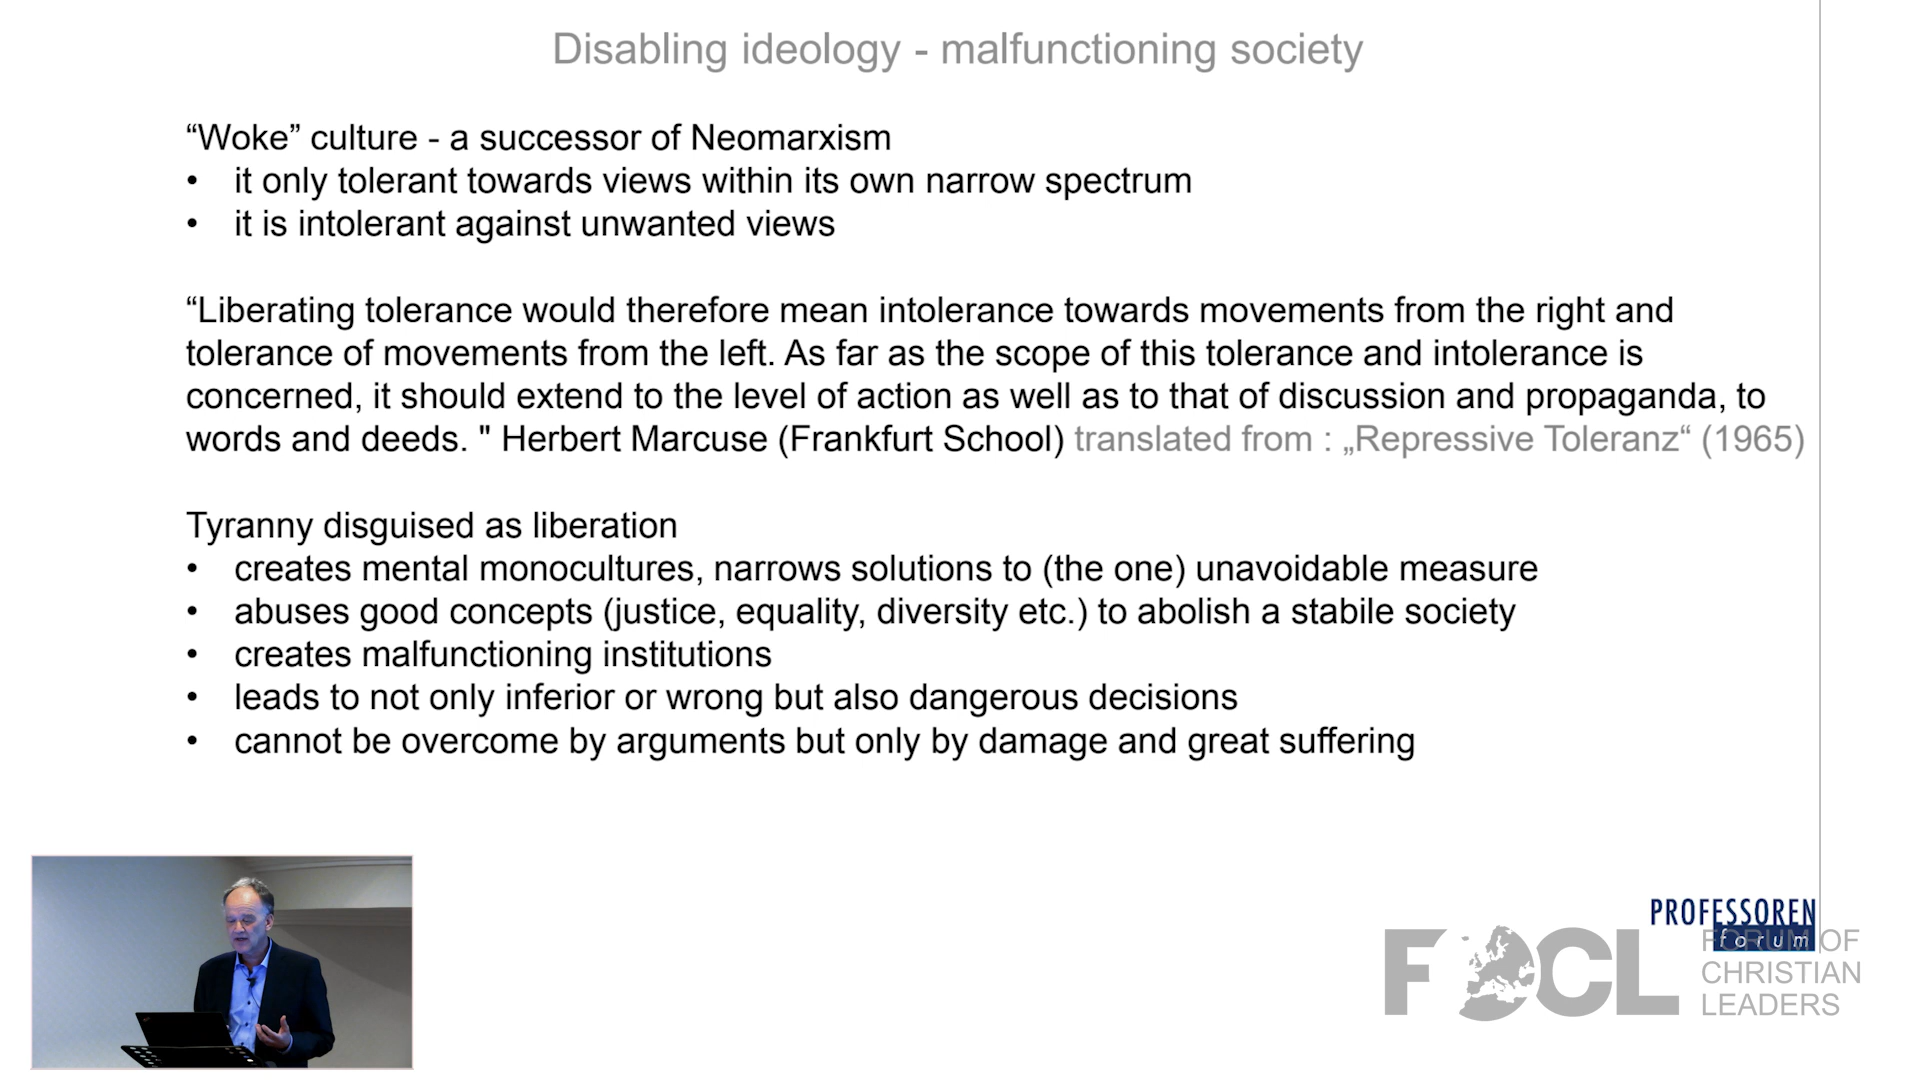 Disabling ideology - malfunctioning society
“Woke” culture - a successor of Neomarxism
• it only tolerant towards views within its own narrow spectrum
• it is intolerant against unwanted views
“Liberating tolerance would therefore mean intolerance towards movements from the right and
tolerance of movements from the left. As far as the scope of this tolerance and intolerance is
concerned, it should extend to the level of action as well as to that of discussion and propaganda, to
words and deeds. " Herbert Marcuse (Frankfurt School) translated from : „Repressive Toleranz“ (1965)
Tyranny disguised as liberation
• creates mental monocultures, narrows solutions to (the one) unavoidable measure
• abuses good concepts (justice, equality, diversity etc.) to abolish a stabile society
• creates malfunctioning institutions
• leads to not only inferior or wrong but also dangerous decisions
• cannot be overcome by arguments but only by damage and great suffering
PROFESSOREN
forum
FOCL
FORUM OF
CHRISTIAN
LEADERS